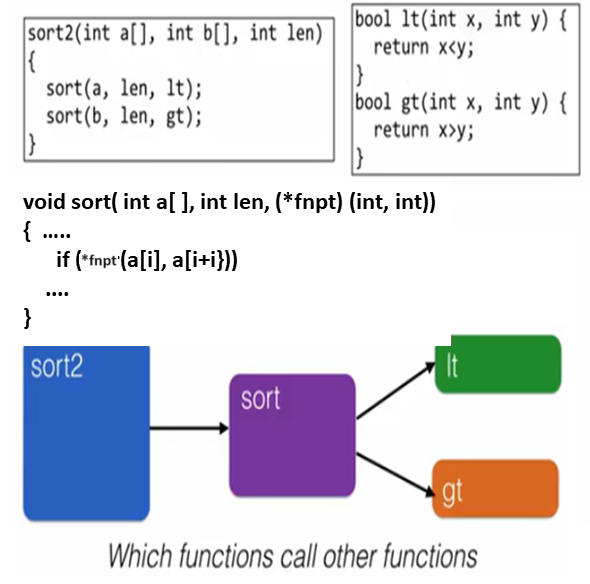 sort2(int a[], int b[], int len)
{
sort(a, len, lt);
sort(b, len, gt);
}
bool lt(int x, int y) {
return x<y;
}
bool gt(int x, int y) {
return x>y;
}
void sort( int a[ ], int len, (*fnpt) (int, int))
{ .....
if (*fnpt'(a[i], a[i+i}))
....
}
sort2
sort
lt
gt
Which functions call other functions